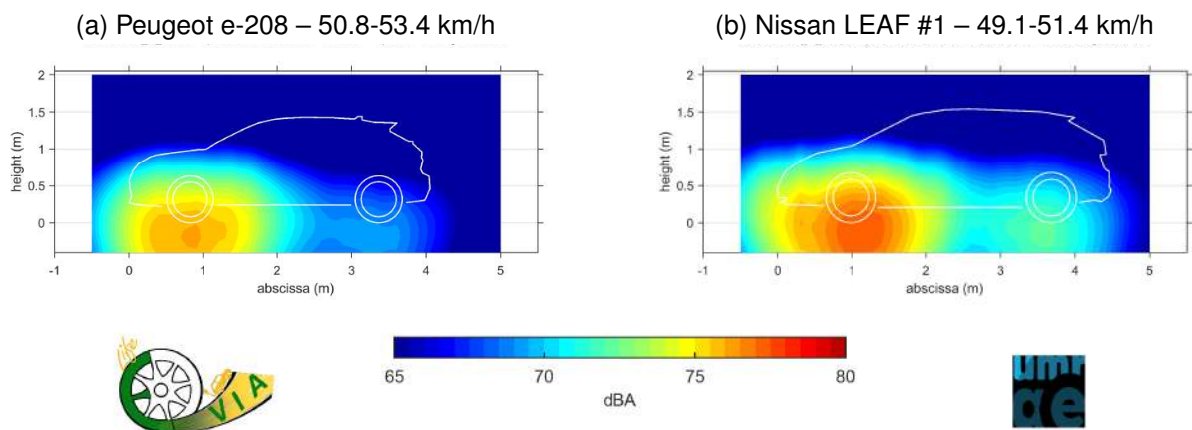 (a) Peugeot e-208 – 50.8-53.4 km/h
(b) Nissan LEAF #1 – 49.1-51.4 km/h
2
1.5
1
0.5
0
height (m)
-1 0 1 2 3 4 5
abscissa (m)
2
1.5
1
0.5
0
height (m)
-1 0 1 2 3 4 5
abscissa (m)
65 70 75 80
dBA
Life
VIA
umr
ae